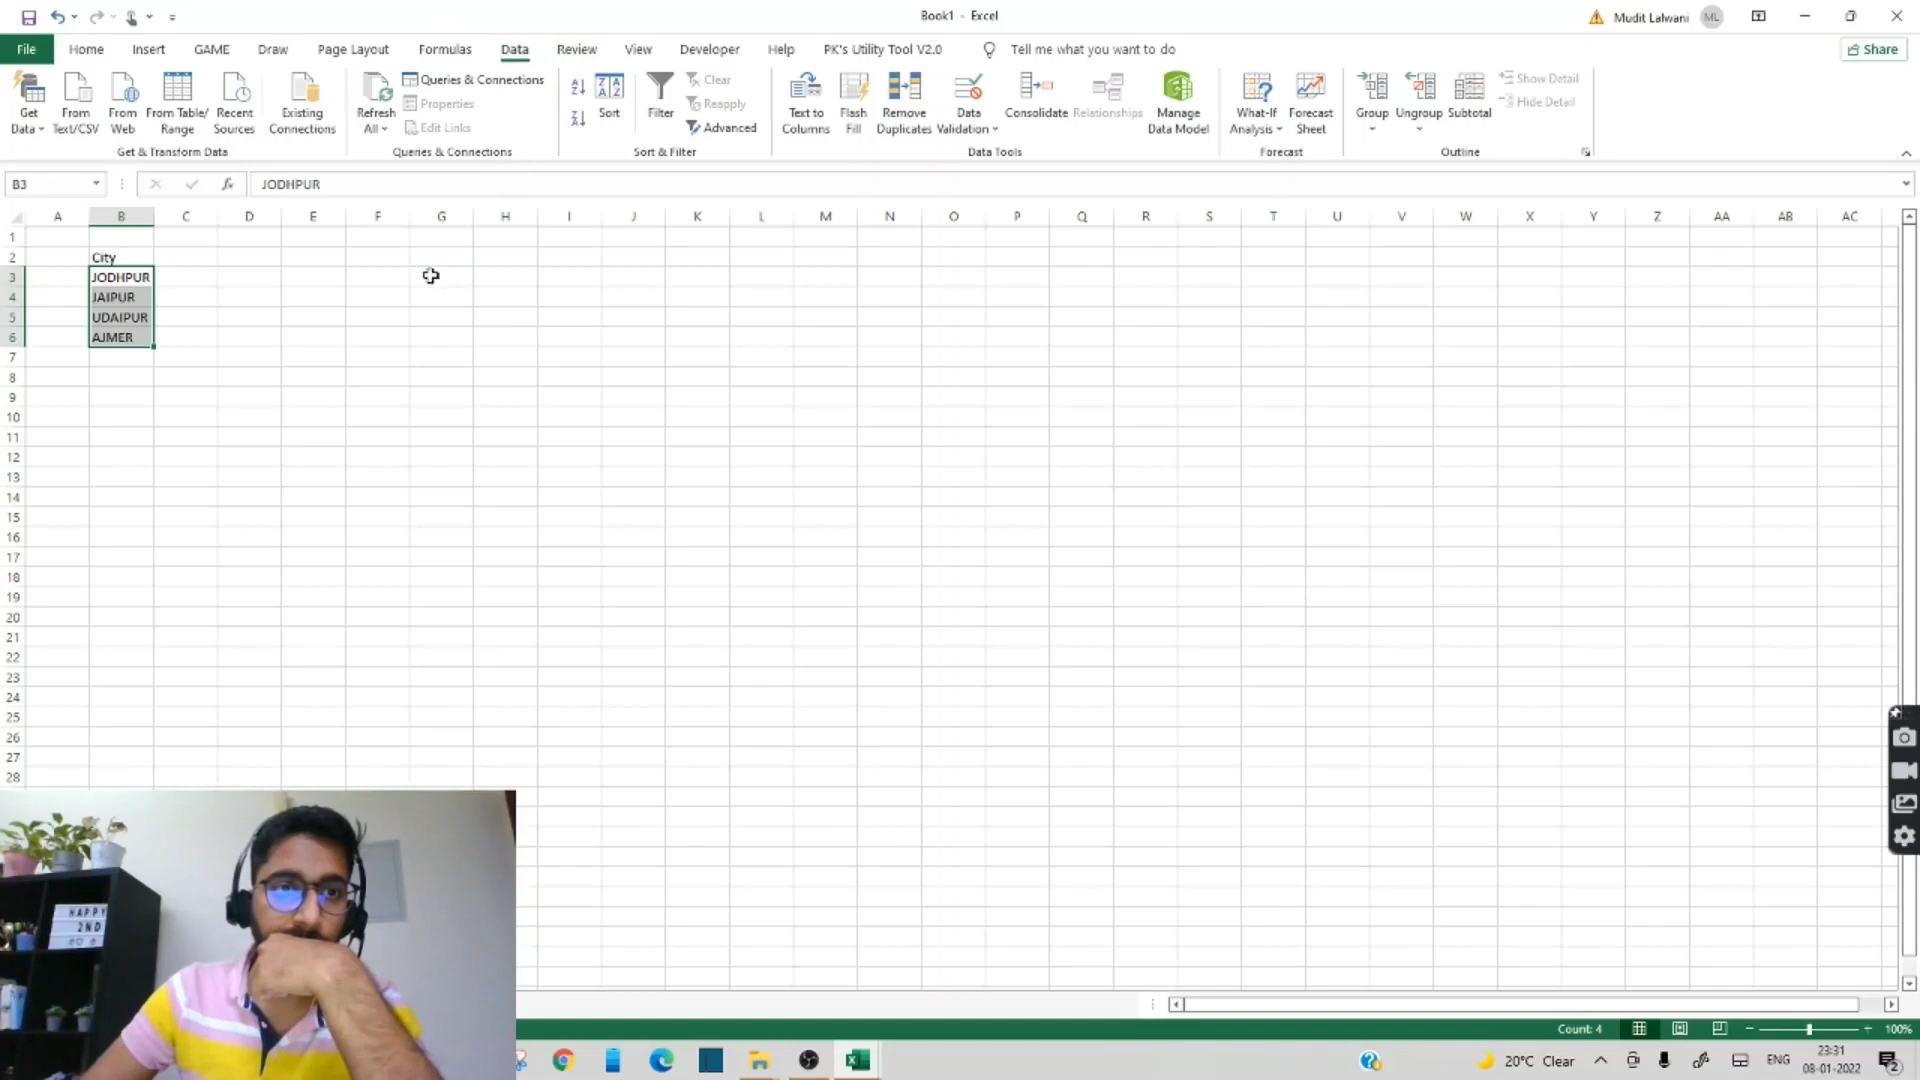 Book1 - Excel
Mudit Lalwani
ML
File Home Insert GAME Draw Page Layout Formulas Data Review View Developer Help PK's Utility Tool V2.0 Tell me what you want to do Share
Get Data
From Text/CSV
From Web
From Table/ Range
Recent Sources
Existing Connections
Get & Transform Data
Refresh All
Queries & Connections
Properties
Edit Links
Queries & Connections
Sort
Filter
Clear
Reapply
Advanced
Sort & Filter
Text to Columns
Flash Fill
Remove Duplicates
Data Validation
Consolidate
Relationships
Manage Data Model
Data Tools
What-If Analysis
Forecast Sheet
Forecast
Group
Ungroup
Subtotal
Show Detail
Hide Detail
Outline
B3 fx JODHPUR
A B C D E F G H I J K L M N O P Q R S T U V W X Y Z AA AB AC
1
2 City
3 JODHPUR
4 JAIPUR
5 UDAIPUR
6 AJMER
7
8
9
10
11
12
13
14
15
16
17
18
19
20
21
22
23
24
25
26
27
28
HAPPY
2ND
Count: 4
100%
20°C Clear
ENG
23:31
08-01-2022
2